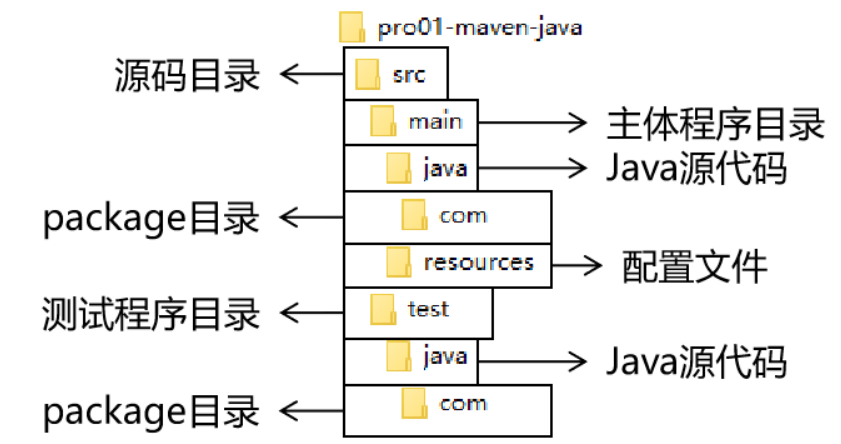 pro01-maven-java
源码目录 src
main 主体程序目录
java Java源代码
package目录 com
resources 配置文件
测试程序目录 test
java Java源代码
package目录 com